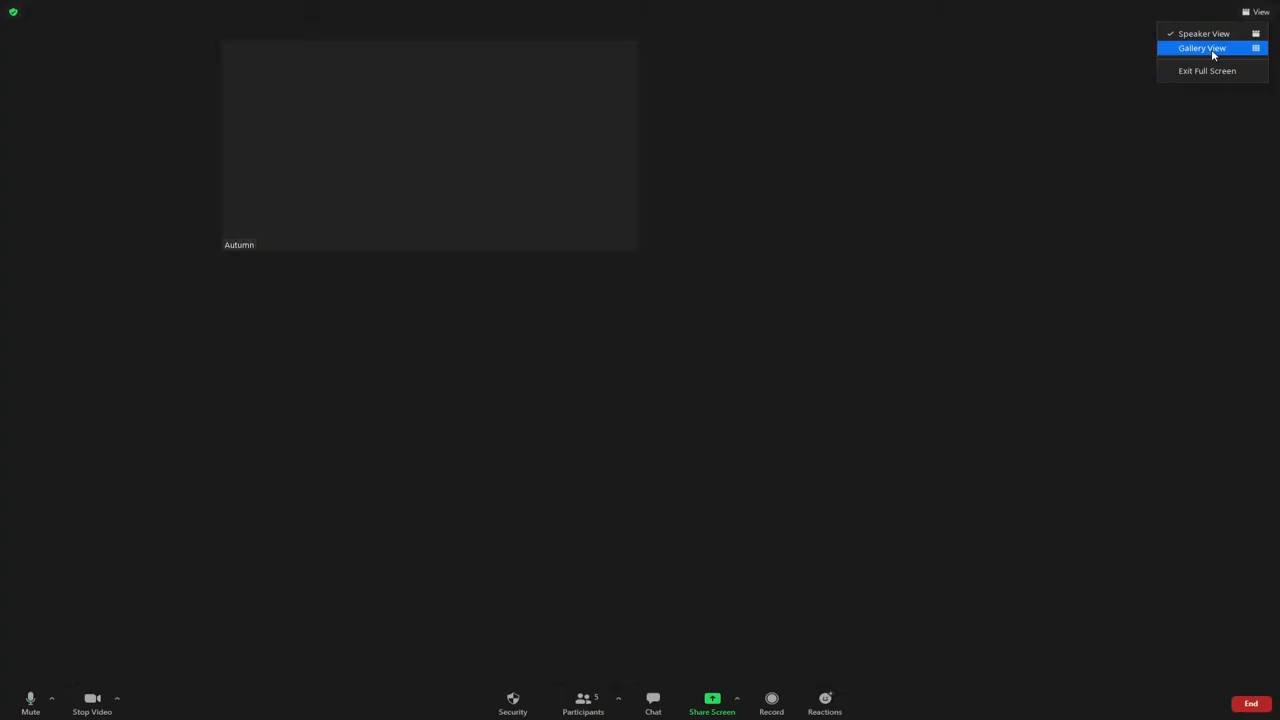 View
Speaker View
Gallery View
Exit Full Screen
Autumn
Mute
Stop Video
Security
5
Participants
Chat
Share Screen
Record
Reactions
End